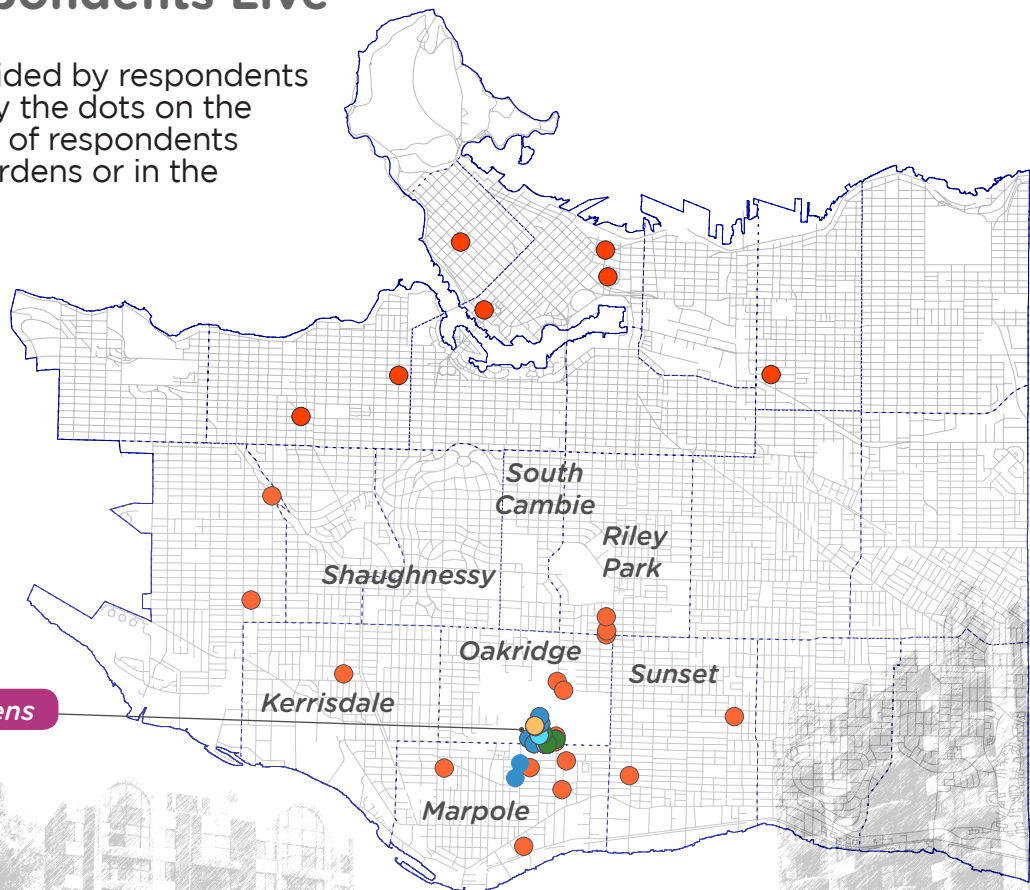 ided by respondents
y the dots on the
of respondents
rdens or in the
South
Cambie
Riley
Park
Shaughnessy
Oakridge
Sunset
Kerrisdale
ens
Marpole